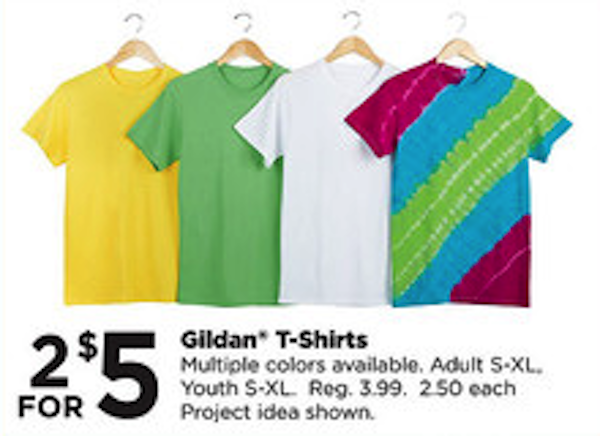 2 FOR $5
Gildan® T-Shirts
Multiple colors available. Adult S-XL,
Youth S-XL. Reg. 3.99. 2.50 each
Project idea shown.